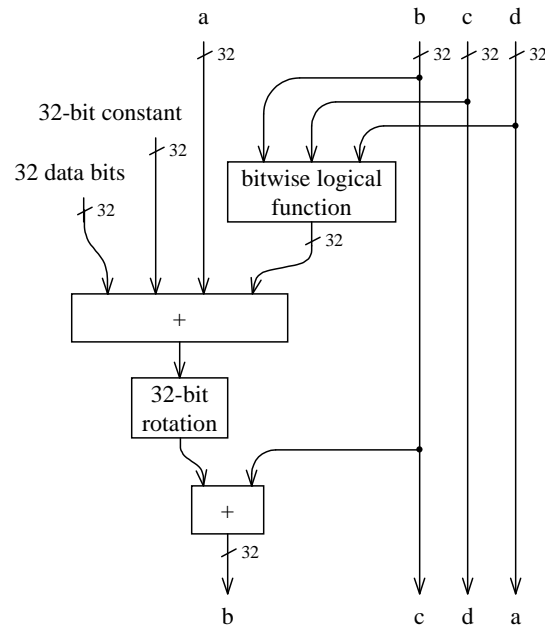 a b c d
32 32 32 32
32-bit constant
32
32 data bits
32
bitwise logical
function
32
+
32-bit
rotation
+
32
b c d a